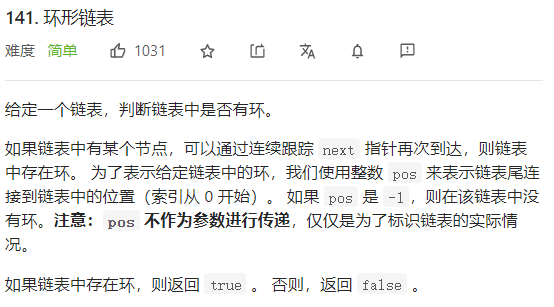 141. 环形链表
难度 简单 1031
给定一个链表，判断链表中是否有环。
如果链表中有某个节点，可以通过连续跟踪 next 指针再次到达，则链表
中存在环。 为了表示给定链表中的环，我们使用整数 pos 来表示链表尾连
接到链表中的位置（索引从 0 开始）。 如果 pos 是 -1，则在该链表中没
有环。注意：pos 不作为参数进行传递，仅仅是为了标识链表的实际情
况。
如果链表中存在环，则返回 true 。 否则，返回 false 。